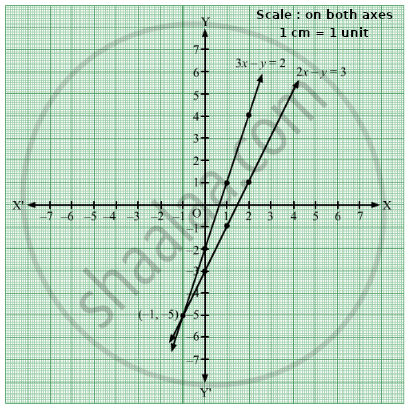 Scale : on both axes
1 cm = 1 unit
Y
7
6
5
4
3
2
1
3x – y = 2
2x – y = 3
X'
–7 –6 –5 –4 –3 –2 –1 O 1 2 3 4 5 6 7 X
–1
–2
–3
–4
–5
–6
–7
(–1, –5)
Y'
shaalaa.com